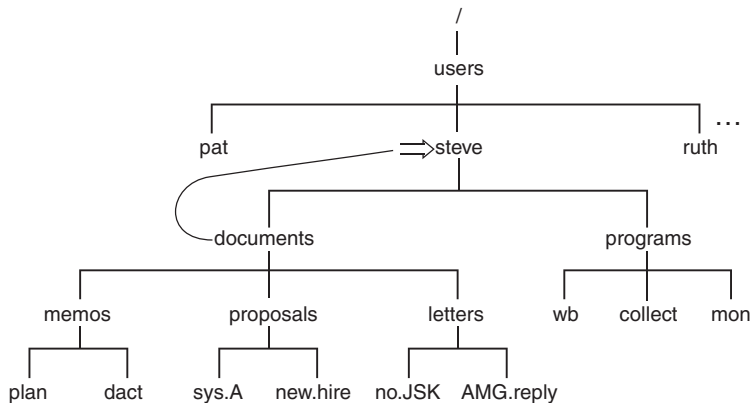 /
users
pat steve ruth ...
documents programs
memos proposals letters wb collect mon
plan dact sys.A new.hire no.JSK AMG.reply